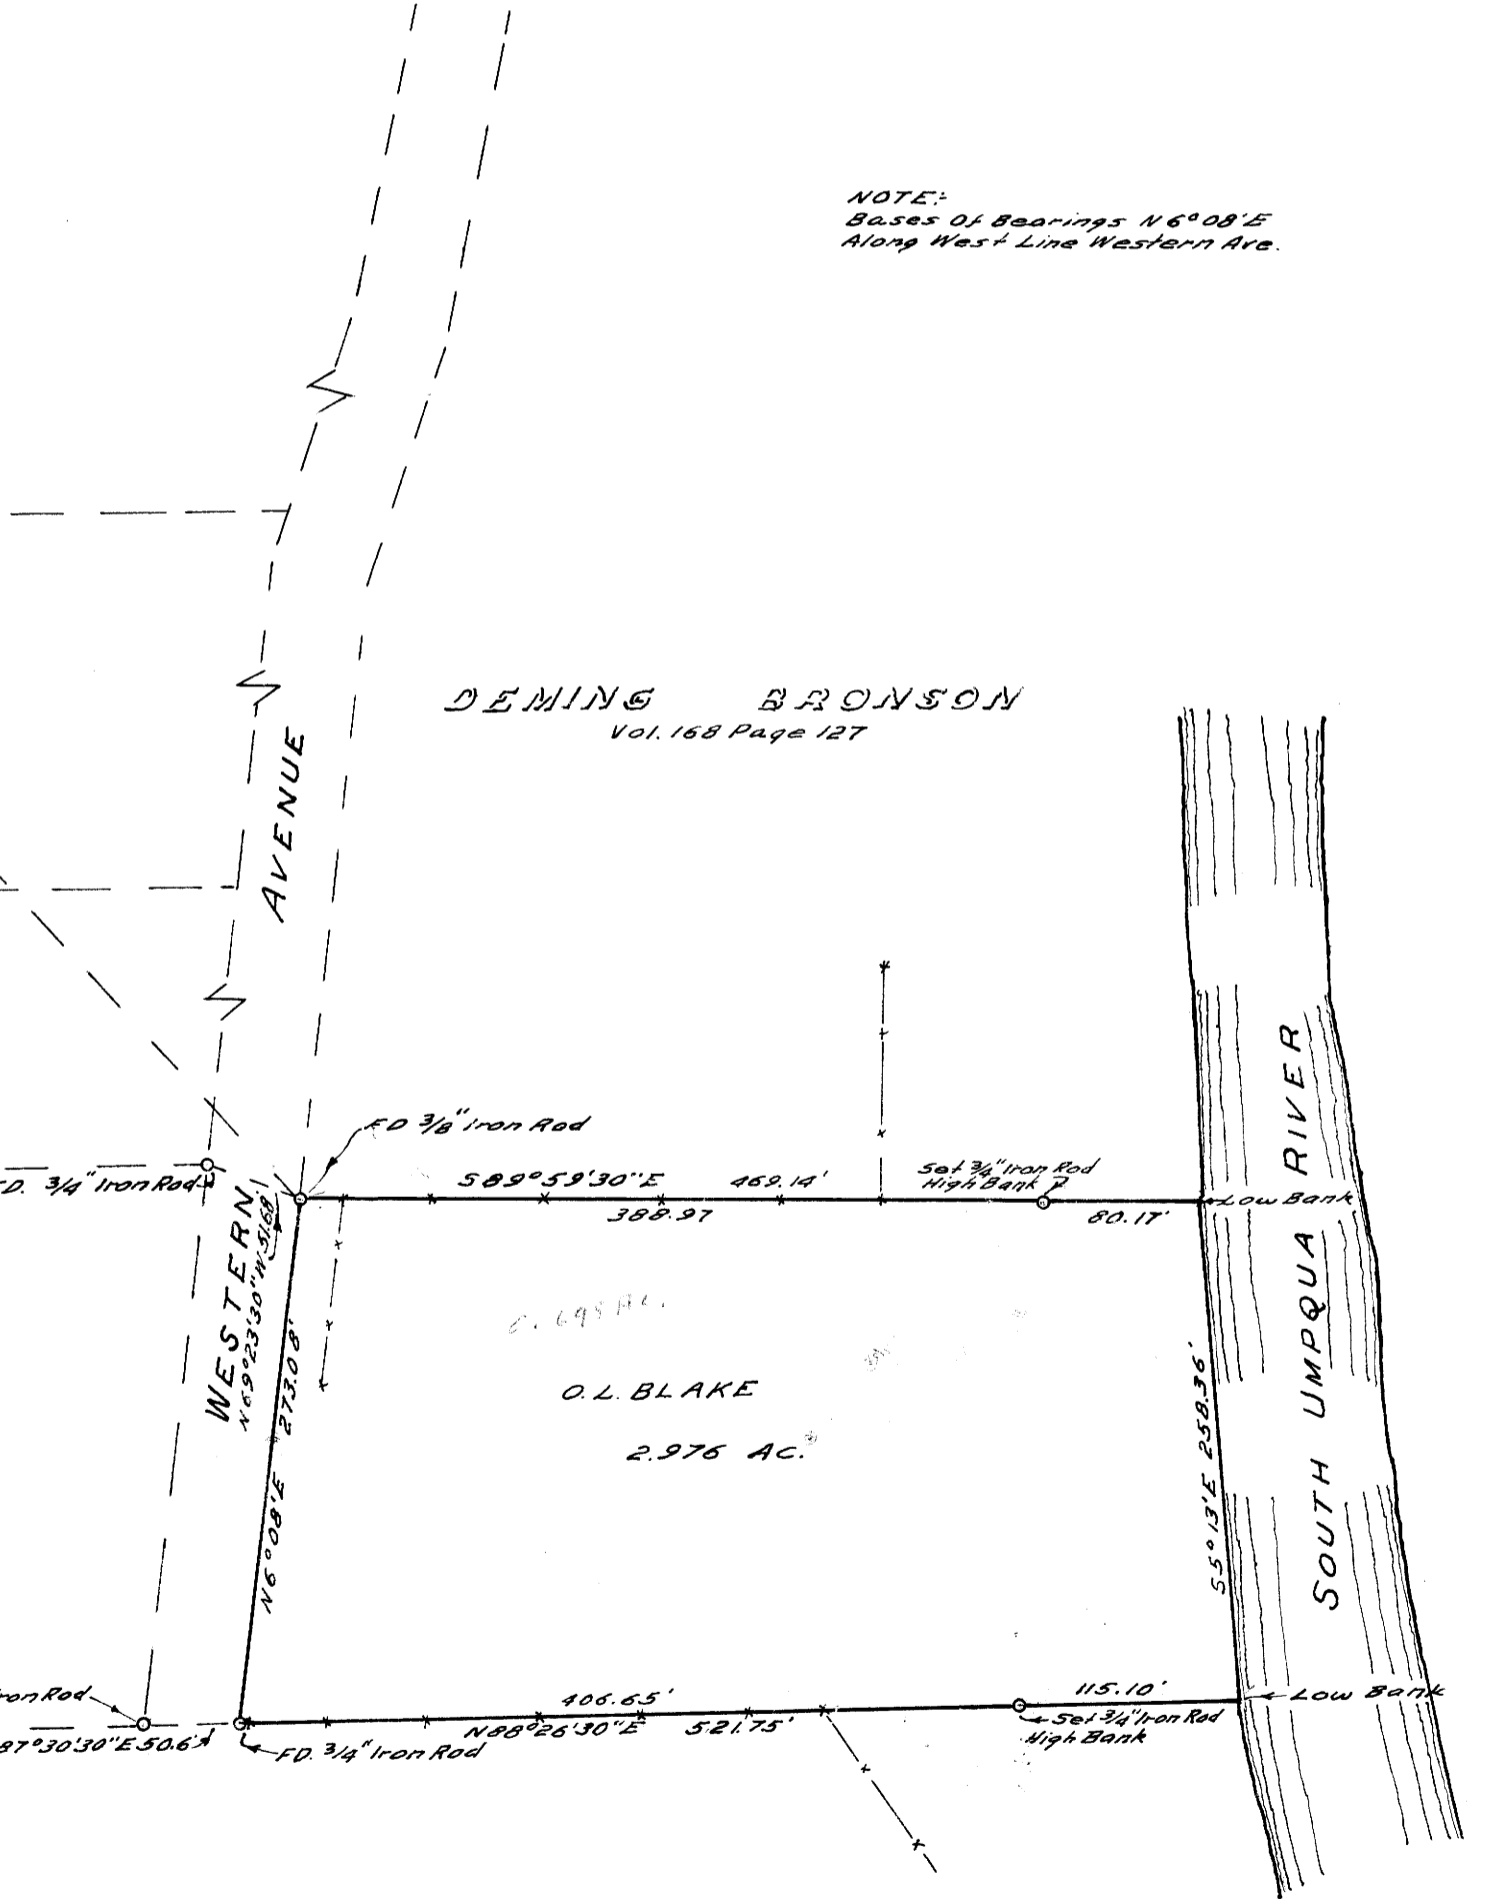 NOTE:
Bases Of Bearings N 6°08'E
Along West Line Western Ave.
DEMING BRONSON
Vol. 168 Page 127
AVENUE
FD 3/8" Iron Rod
D. 3/4" Iron Rod
S 89°59'30"E 469.14'
388.97
Set 3/4" Iron Rod
High Bank
80.17'
Low Bank
WESTERN
N 69°23'30"W 51.68'
N 6°08'E 273.08'
O.L. BLAKE
2.976 AC.
S 5°13'E 258.36'
SOUTH UMPQUA RIVER
ron Rod
87°30'30"E 50.6
FD. 3/4" Iron Rod
406.65'
N 88°26'30"E 521.75'
115.10'
Set 3/4" Iron Rod
High Bank
Low Bank